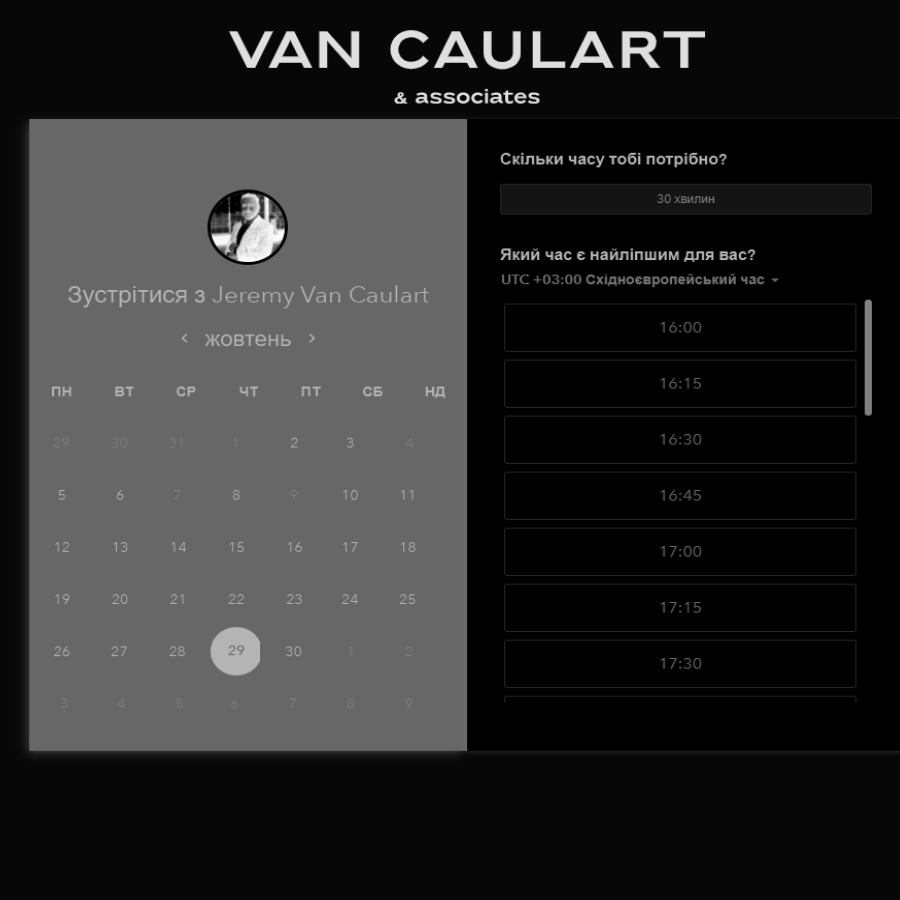 VAN CAULART
& associates
Зустрітися з Jeremy Van Caulart
жовтень
ПН ВТ СР ЧТ ПТ СБ НД
29 30 31 1 2 3 4
5 6 7 8 9 10 11
12 13 14 15 16 17 18
19 20 21 22 23 24 25
26 27 28 29 30 1 2
3 4 5 6 7 8 9
Скільки часу тобі потрібно?
30 хвилин
Який час є найліпшим для вас?
UTC +03:00 Східноєвропейський час
16:00
16:15
16:30
16:45
17:00
17:15
17:30